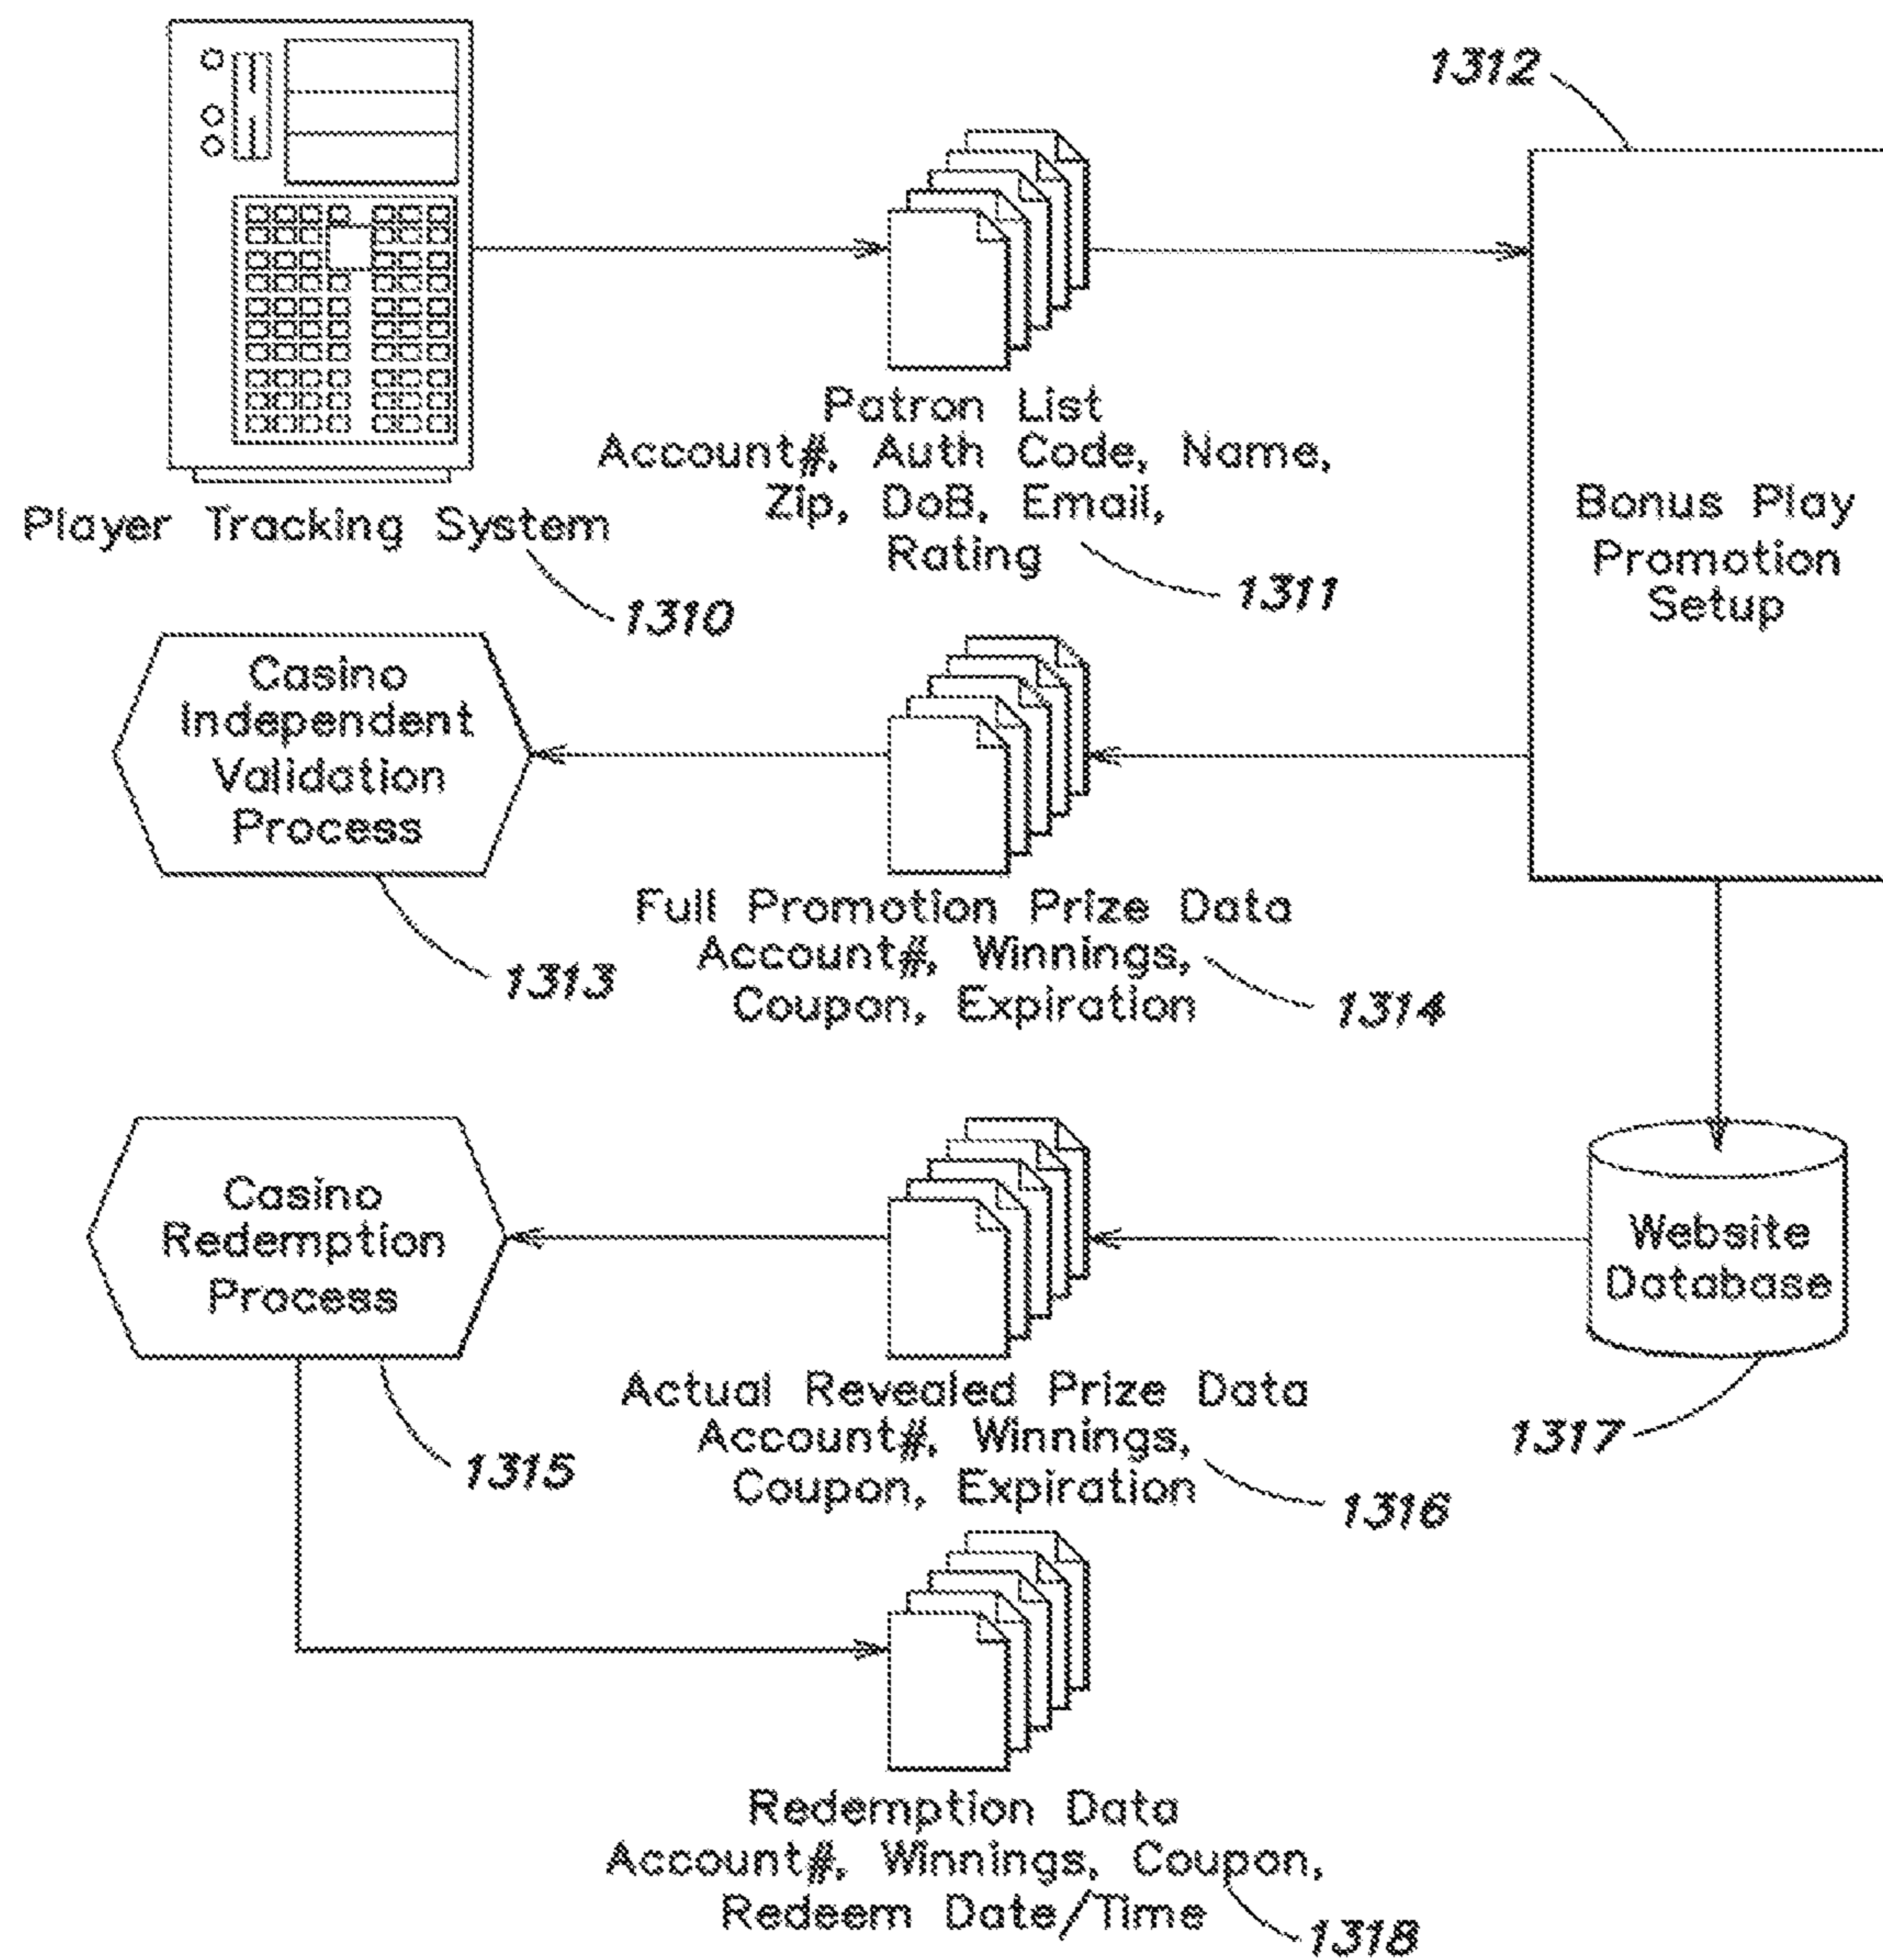 1312
Patron List
Account#, Auth Code, Name,
Zip, DoB, Email,
Rating
1311
Player Tracking System
1310
Bonus Play
Promotion
Setup
Casino
Independent
Validation
Process
1313
Full Promotion Prize Data
Account#, Winnings,
Coupon, Expiration
1314
Casino
Redemption
Process
1315
Actual Revealed Prize Data
Account#, Winnings,
Coupon, Expiration
1316
Website
Database
1317
Redemption Data
Account#, Winnings, Coupon,
Redeem Date/Time
1318